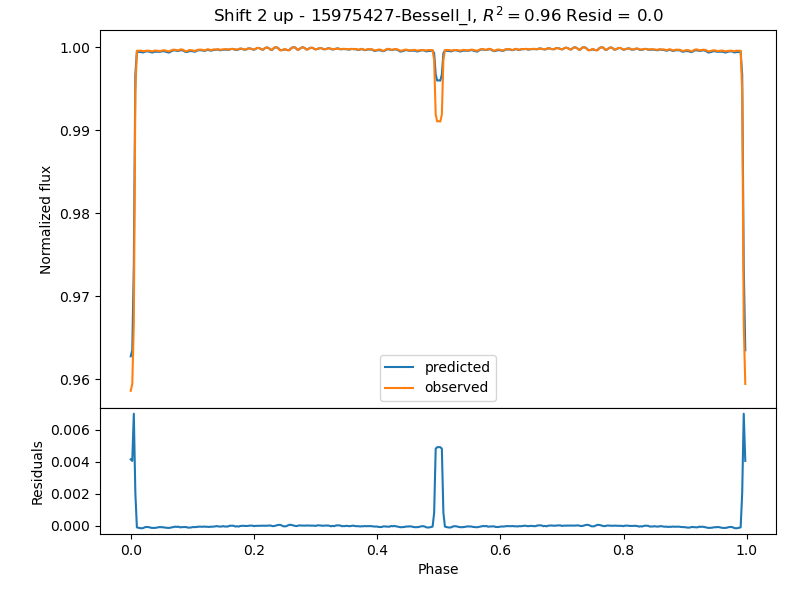 Shift 2 up - 15975427-Bessell_I, $R^2 = 0.96$ Resid = 0.0
Normalized flux
1.00
0.99
0.98
0.97
0.96
predicted
observed
Residuals
0.006
0.004
0.002
0.000
0.0 0.2 0.4 0.6 0.8 1.0
Phase